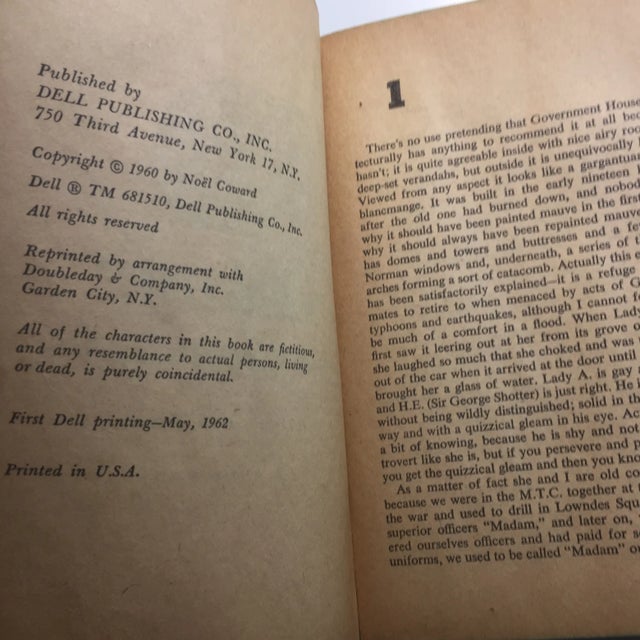 Published by
DELL PUBLISHING CO., INC.
750 Third Avenue, New York 17, N.Y.
Copyright © 1960 by Noël Coward
Dell ® TM 681510, Dell Publishing Co., Inc.
All rights reserved
Reprinted by arrangement with
Doubleday & Company, Inc.
Garden City, N.Y.
All of the characters in this book are fictitious,
and any resemblance to actual persons, living
or dead, is purely coincidental.
First Dell printing—May, 1962
Printed in U.S.A.
1
There's no use pretending that Government House
tecturally has anything to recommend it at all bec
hasn't; it is quite agreeable inside with nice airy roo
deep-set verandahs, but outside it is unequivocally
Viewed from any aspect it looks like a gargantua
blancmange. It was built in the early nineteen
after the old one had burned down, and nobo
why it should have been painted mauve in the first
why it should always have been repainted mauv
has domes and towers and buttresses and a fe
Norman windows and, underneath, a series of
arches forming a sort of catacomb. Actually this e
has been satisfactorily explained—it is a refuge
mates to retire to when menaced by acts of G
typhoons and earthquakes, although I cannot fe
be much of a comfort in a flood. When Lady
first saw it leering out at her from its grove o
she laughed so much that she choked and was
out of the car when it arrived at the door until
brought her a glass of water. Lady A. is gay a
and H.E. (Sir George Shotter) is just right. He i
without being wildly distinguished; solid in th
way and with a quizzical gleam in his eye. Ac
a bit of knowing, because he is shy and not
trovert like she is, but if you persevere and p
you get the quizzical gleam and then you kno
As a matter of fact she and I are old co
because we were in the M.T.C. together at t
the war and used to drill in Lowndes Squ
superior officers "Madam," and later on,
ered ourselves officers and had paid for s
uniforms, we used to be called "Madam" o